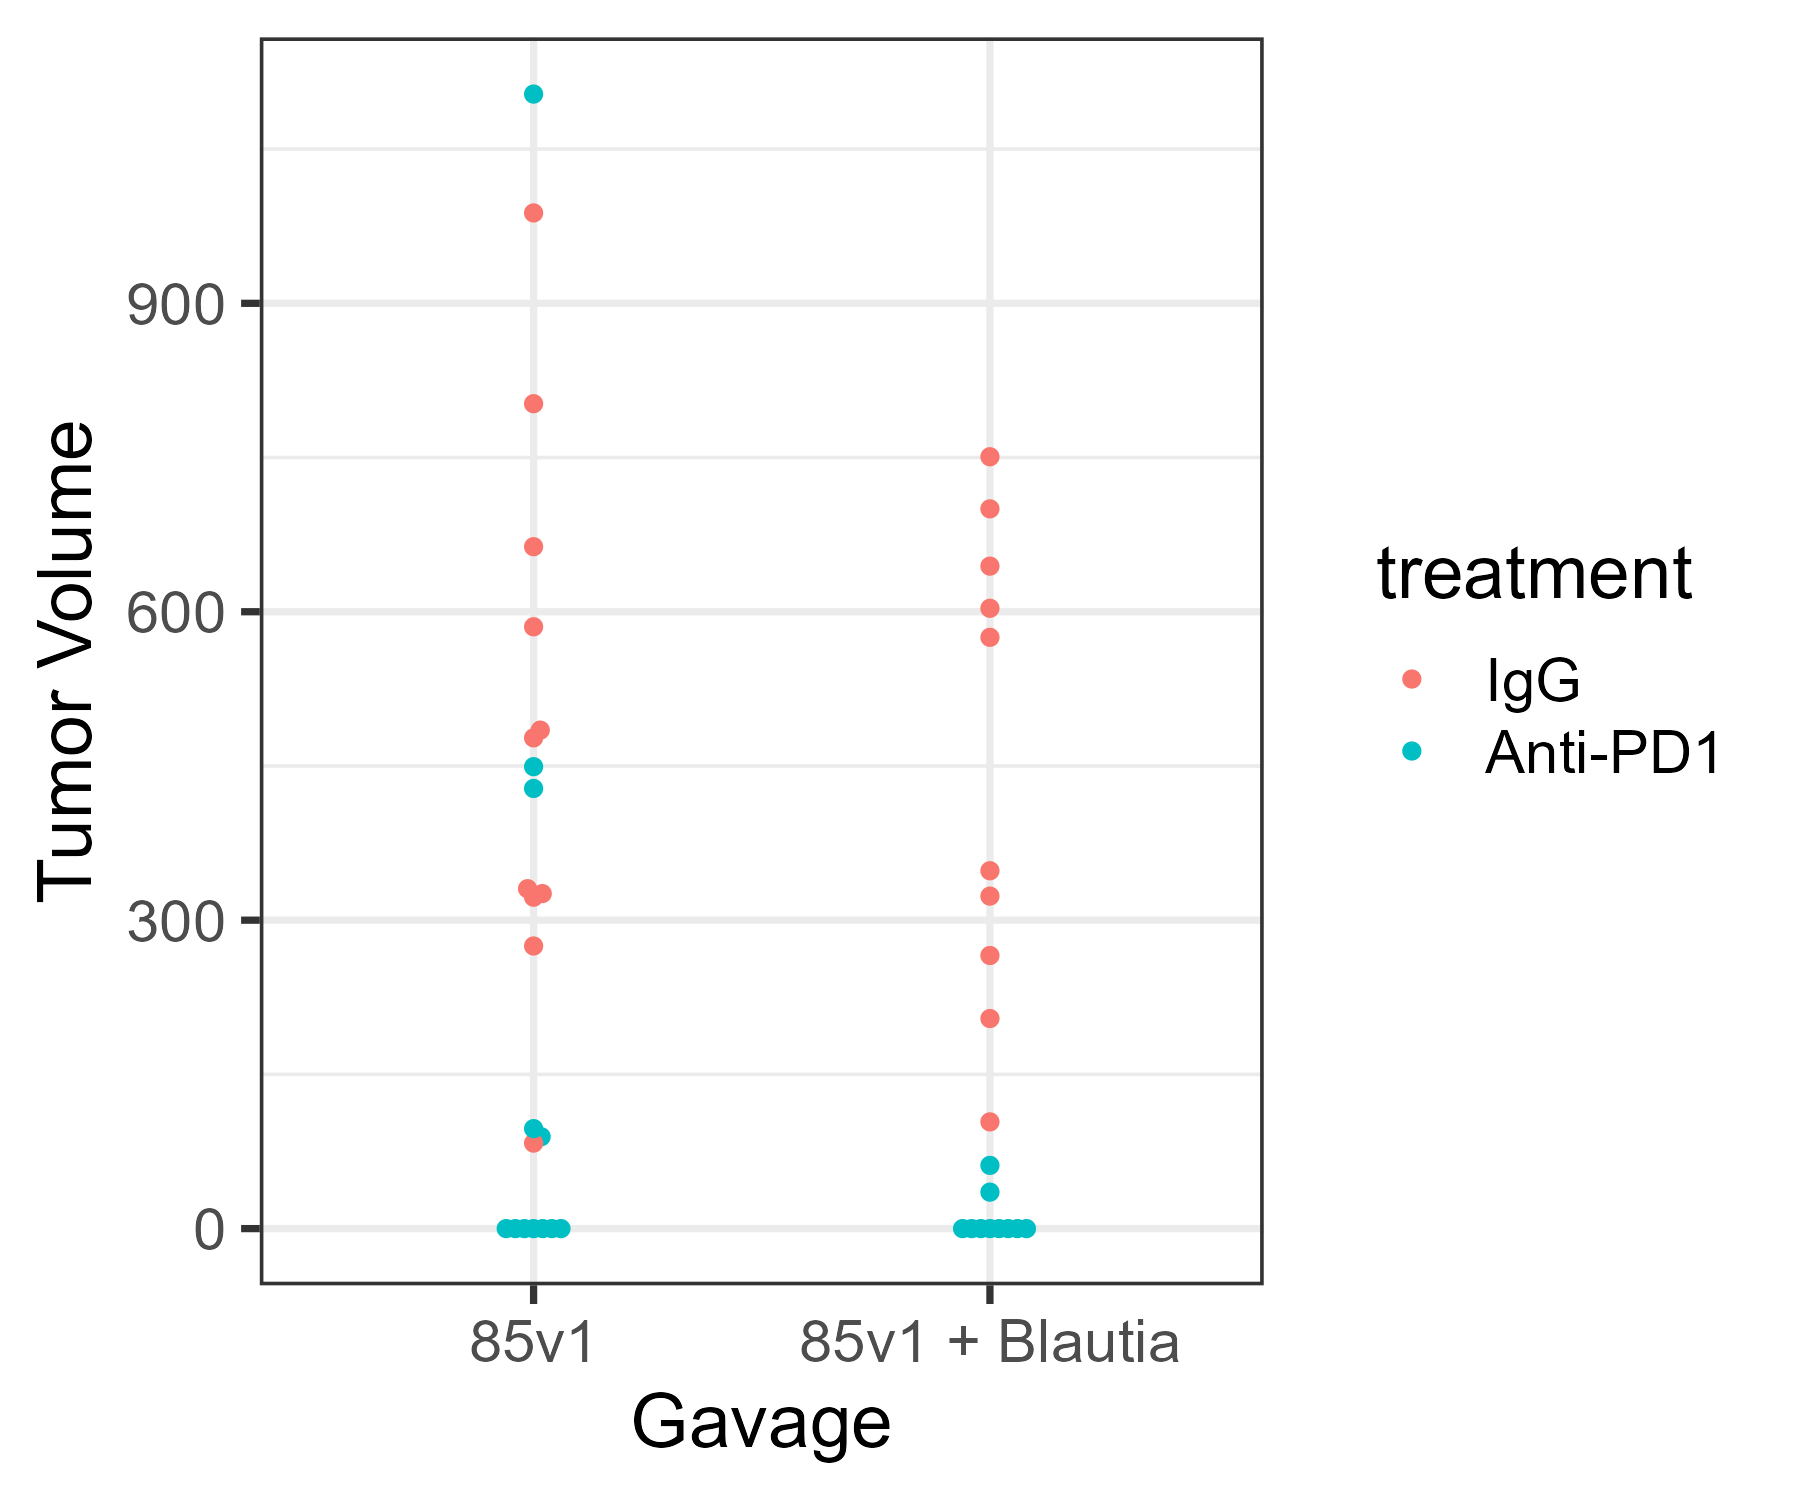 Tumor Volume
900
600
300
0
85v1
85v1 + Blautia
Gavage
treatment
IgG
Anti-PD1